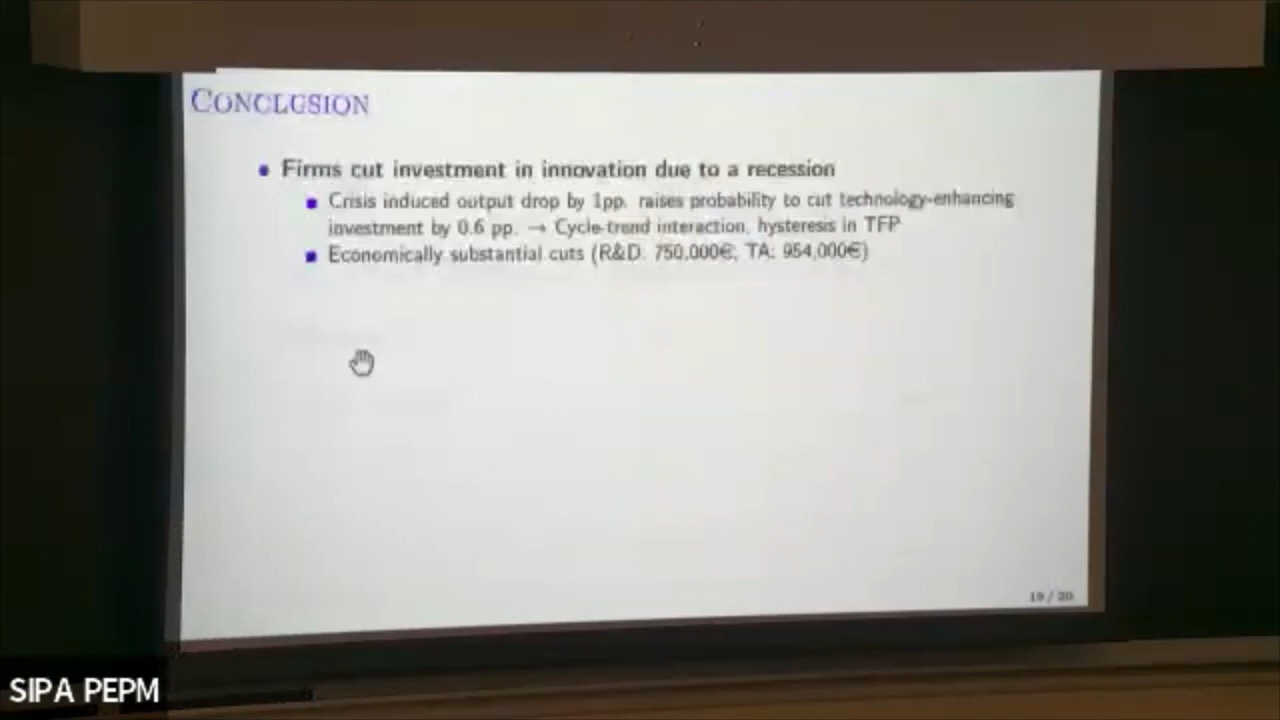 CONCLUSION
Firms cut investment in innovation due to a recession
Crisis induced output drop by 1pp. raises probability to cut technology-enhancing
investment by 0.6 pp. → Cycle-trend interaction, hysteresis in TFP
Economically substantial cuts (R&D: 750,000€; TA: 954,000€)
19 / 20
SIPA PEPM